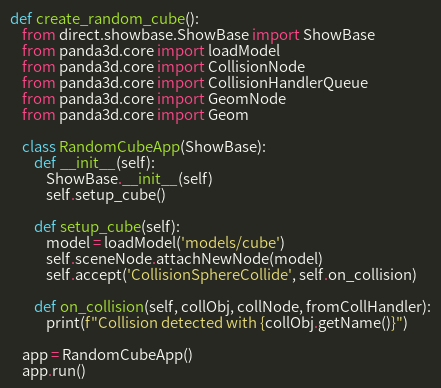 def create_random_cube():
    from direct.showbase.ShowBase import ShowBase
    from panda3d.core import loadModel
    from panda3d.core import CollisionNode
    from panda3d.core import CollisionHandlerQueue
    from panda3d.core import GeomNode
    from panda3d.core import Geom

    class RandomCubeApp(ShowBase):
        def __init__(self):
            ShowBase.__init__(self)
            self.setup_cube()

        def setup_cube(self):
            model = loadModel('models/cube')
            self.sceneNode.attachNewNode(model)
            self.accept('CollisionSphereCollide', self.on_collision)

        def on_collision(self, collObj, collNode, fromCollHandler):
            print(f"Collision detected with {collObj.getName()}")

    app = RandomCubeApp()
    app.run()